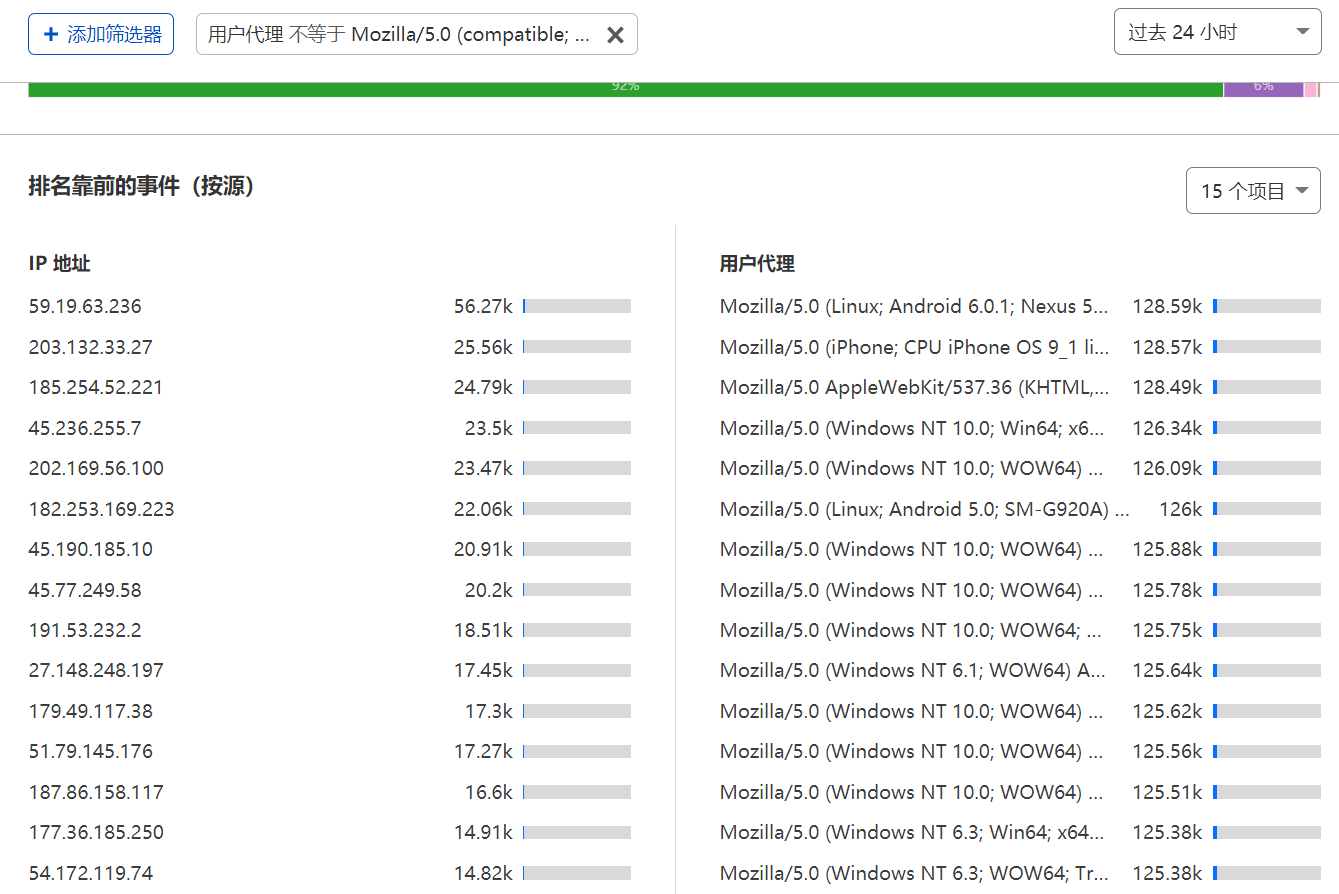 + 添加筛选器
用户代理 不等于 Mozilla/5.0 (compatible; ...
过去 24 小时
92%
6%
排名靠前的事件（按源）
15 个项目
IP 地址
59.19.63.236 56.27k
203.132.33.27 25.56k
185.254.52.221 24.79k
45.236.255.7 23.5k
202.169.56.100 23.47k
182.253.169.223 22.06k
45.190.185.10 20.91k
45.77.249.58 20.2k
191.53.232.2 18.51k
27.148.248.197 17.45k
179.49.117.38 17.3k
51.79.145.176 17.27k
187.86.158.117 16.6k
177.36.185.250 14.91k
54.172.119.74 14.82k
用户代理
Mozilla/5.0 (Linux; Android 6.0.1; Nexus 5... 128.59k
Mozilla/5.0 (iPhone; CPU iPhone OS 9_1 li... 128.57k
Mozilla/5.0 AppleWebKit/537.36 (KHTML,... 128.49k
Mozilla/5.0 (Windows NT 10.0; Win64; x6... 126.34k
Mozilla/5.0 (Windows NT 10.0; WOW64) ... 126.09k
Mozilla/5.0 (Linux; Android 5.0; SM-G920A) ... 126k
Mozilla/5.0 (Windows NT 10.0; WOW64) ... 125.88k
Mozilla/5.0 (Windows NT 10.0; WOW64) ... 125.78k
Mozilla/5.0 (Windows NT 10.0; WOW64; ... 125.75k
Mozilla/5.0 (Windows NT 6.1; WOW64) A... 125.64k
Mozilla/5.0 (Windows NT 10.0; WOW64) ... 125.62k
Mozilla/5.0 (Windows NT 10.0; WOW64) ... 125.56k
Mozilla/5.0 (Windows NT 10.0; WOW64) ... 125.51k
Mozilla/5.0 (Windows NT 6.3; Win64; x64... 125.38k
Mozilla/5.0 (Windows NT 6.3; WOW64; Tr... 125.38k